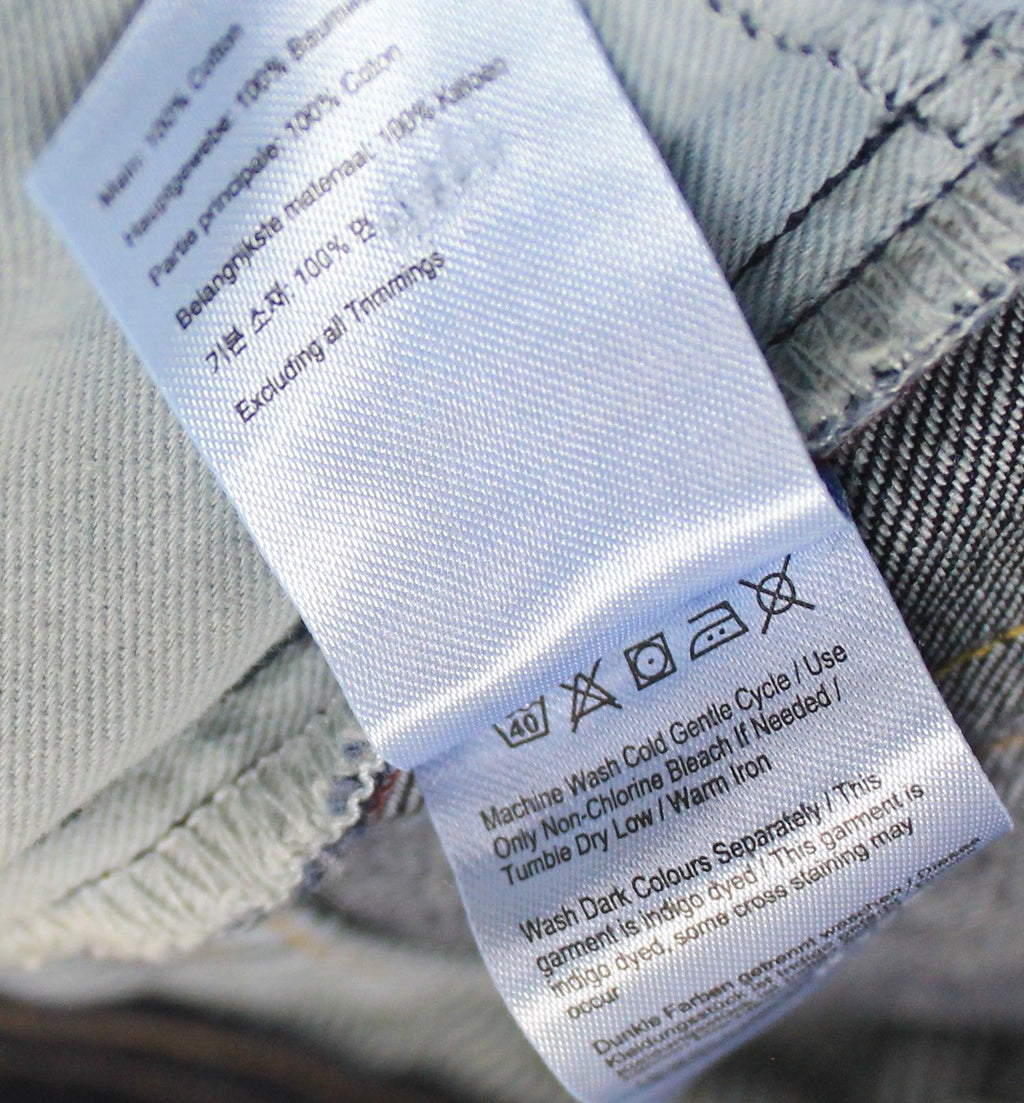 Main: 100% Cotton
Hauptgewebe 100%
Partie principale: 100% Coton
Belangrijkste materiaal: 100% Katoen
기본 소재: 100% 면
Excluding all Trimmings
40
Machine Wash Cold Gentle Cycle / Use
Only Non-Chlorine Bleach If Needed /
Tumble Dry Low / Warm Iron
Wash Dark Colours Separately / This
garment is indigo dyed / This garment is
indigo dyed, some cross staining may
occur
Dunkle Farben getrennt waschen /
Kleidungsstück ist